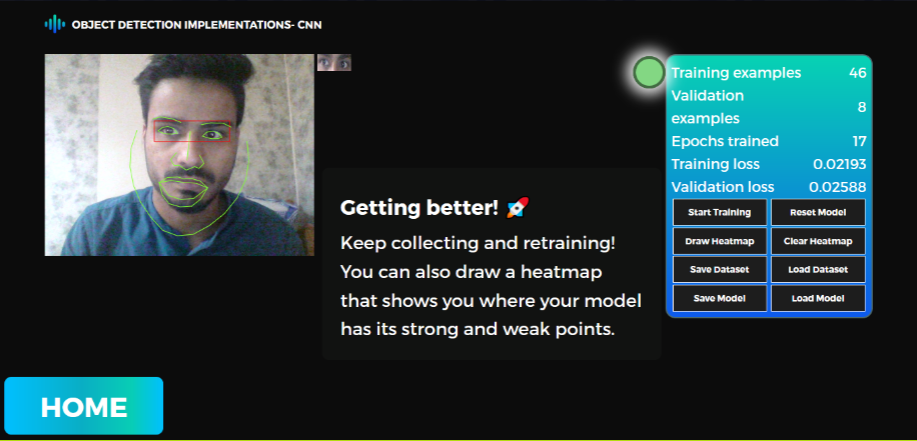 OBJECT DETECTION IMPLEMENTATIONS- CNN
Training examples 46
Validation
examples 8
Epochs trained 17
Training loss 0.02193
Validation loss 0.02588
Start Training Reset Model
Draw Heatmap Clear Heatmap
Save Dataset Load Dataset
Save Model Load Model
Getting better! 🚀
Keep collecting and retraining!
You can also draw a heatmap
that shows you where your model
has its strong and weak points.
HOME